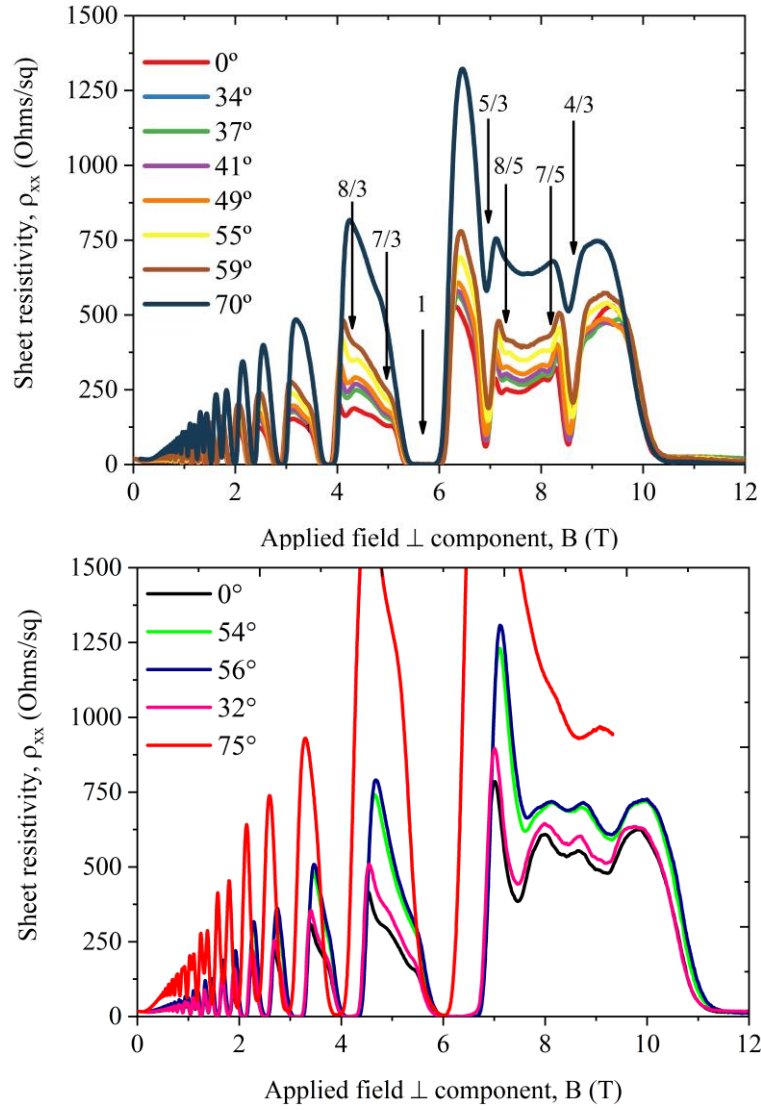 1500
1250
1000
750
500
250
0
Sheet resistivity, ρxx (Ohms/sq)
0º
34º
37º
41º
49º
55º
59º
70º
8/3
7/3
1
5/3
8/5
7/5
4/3
0 2 4 6 8 10 12
Applied field ⊥ component, B (T)
1500
1250
1000
750
500
250
0
Sheet resistivity, ρxx (Ohms/sq)
0°
54°
56°
32°
75°
0 2 4 6 8 10 12
Applied field ⊥ component, B (T)